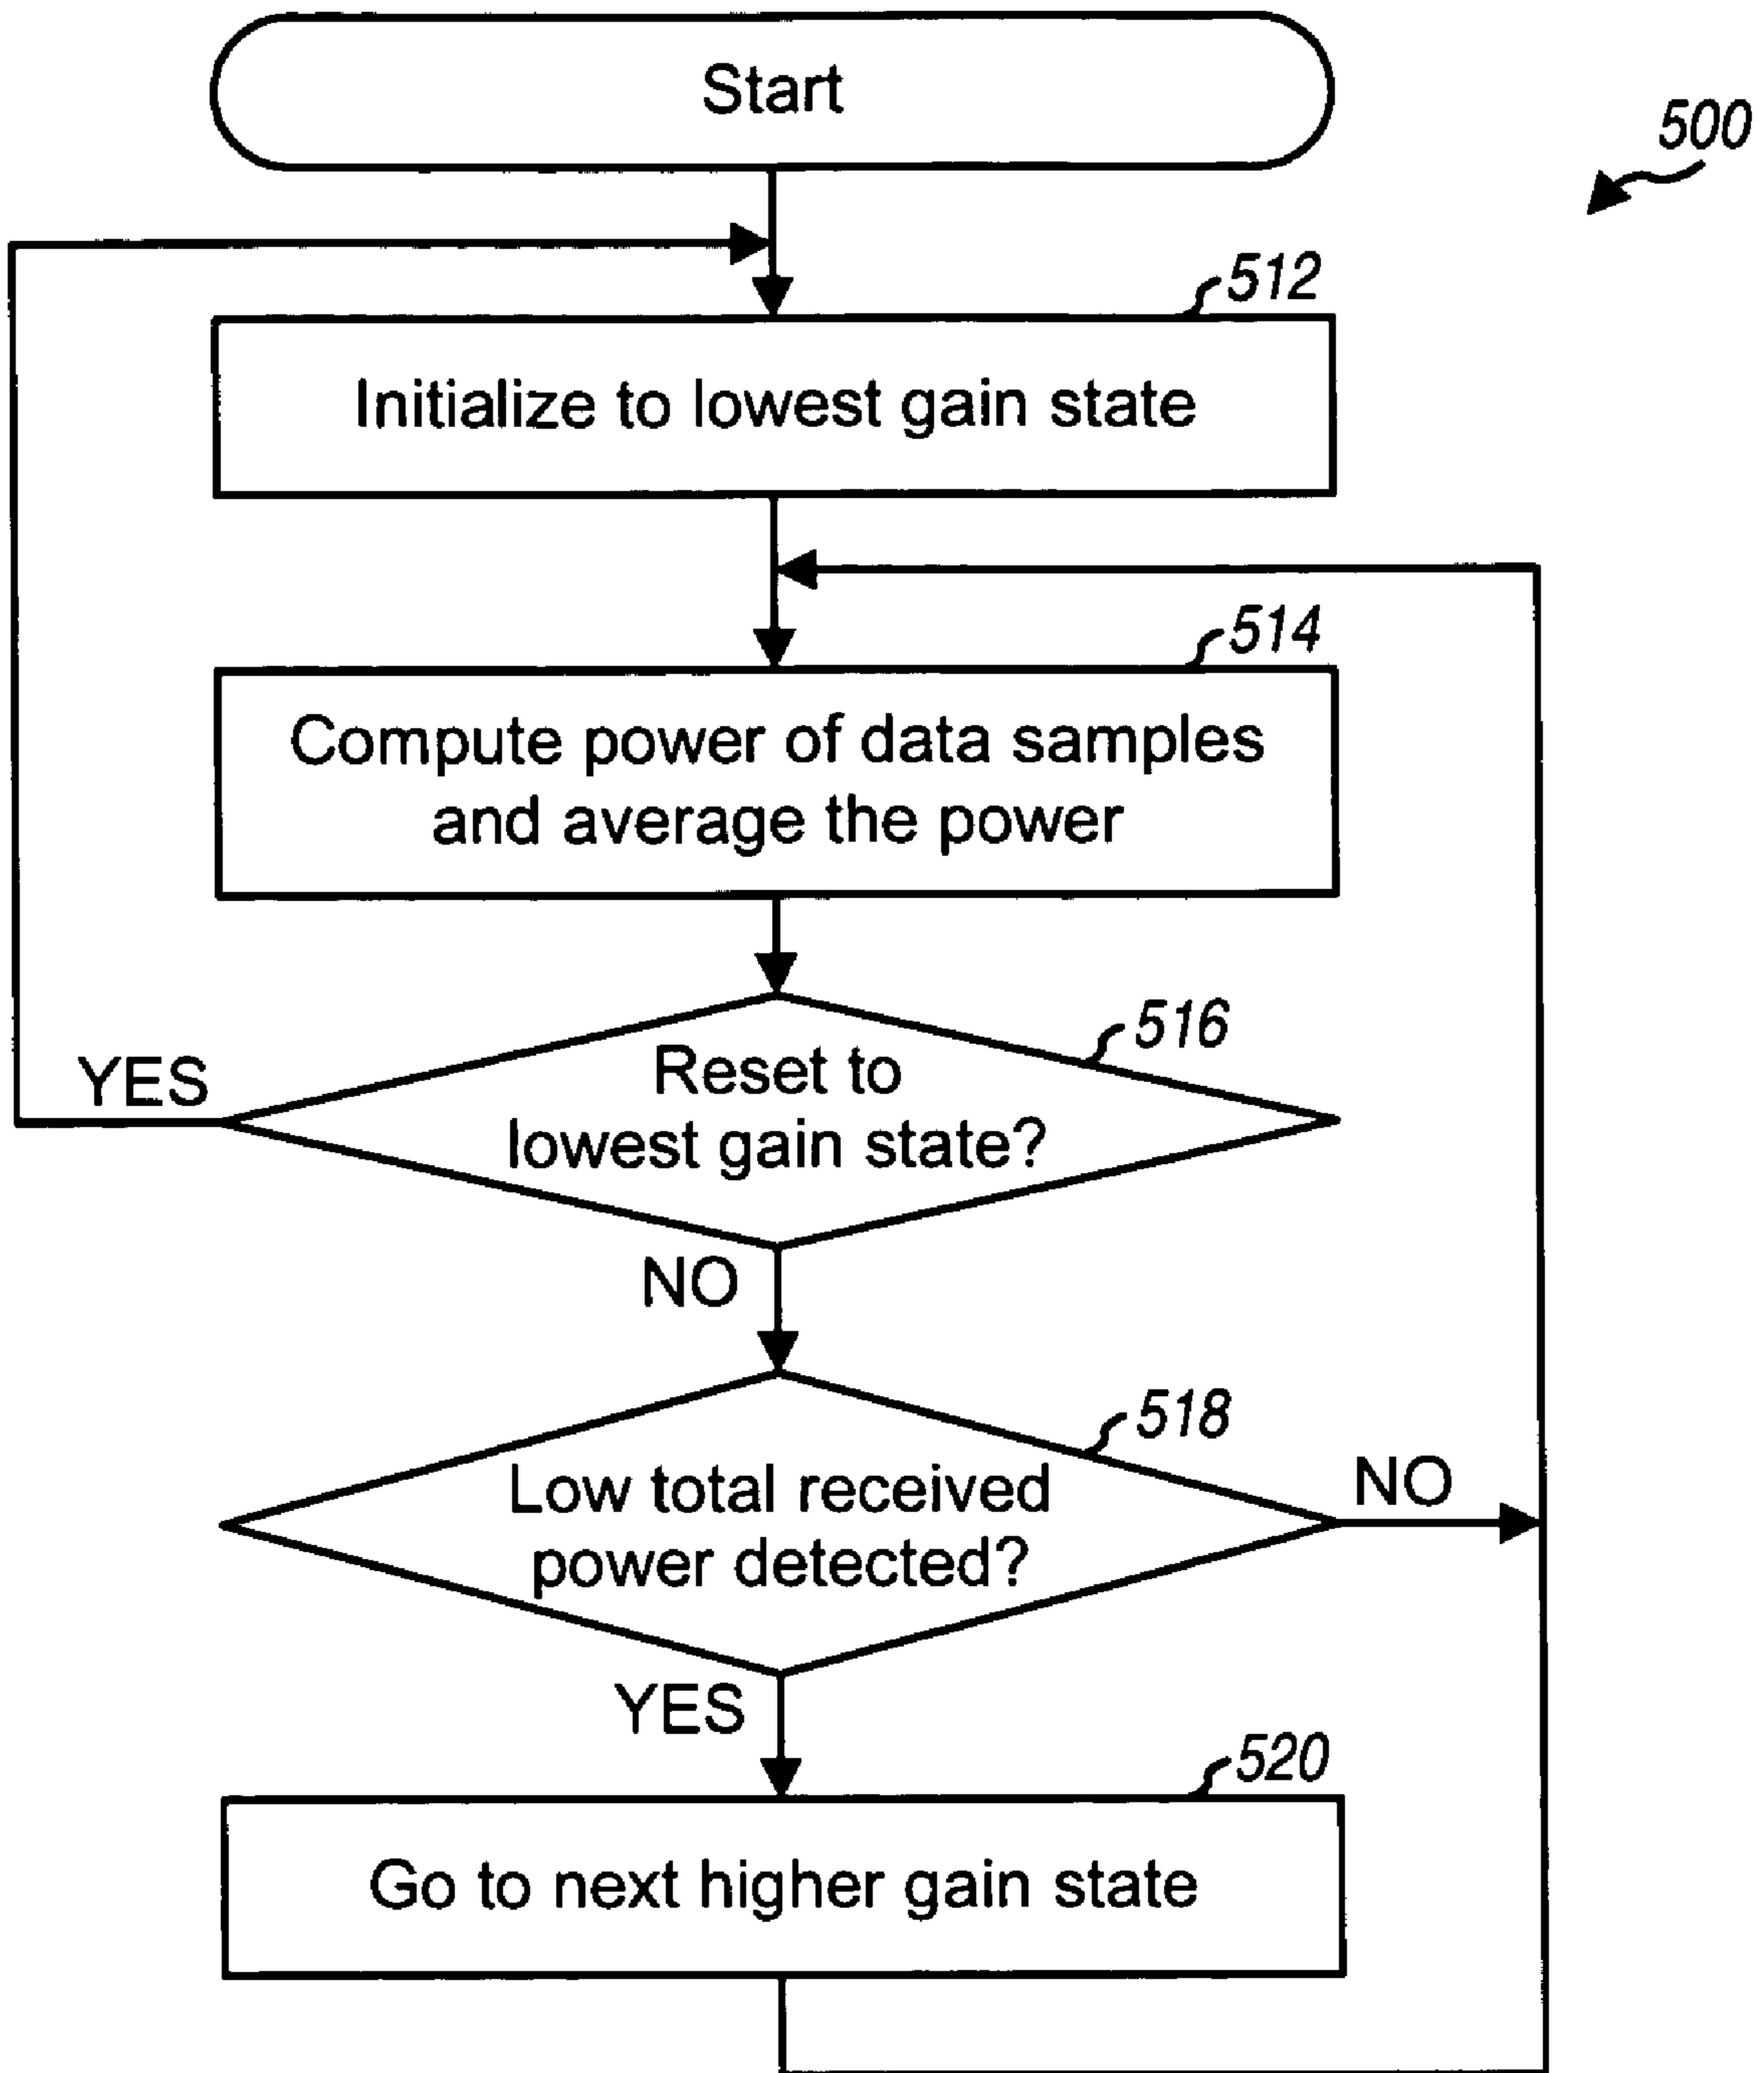 Start
500
512
Initialize to lowest gain state
514
Compute power of data samples
and average the power
516
Reset to
lowest gain state?
YES
NO
518
Low total received
power detected?
NO
YES
520
Go to next higher gain state